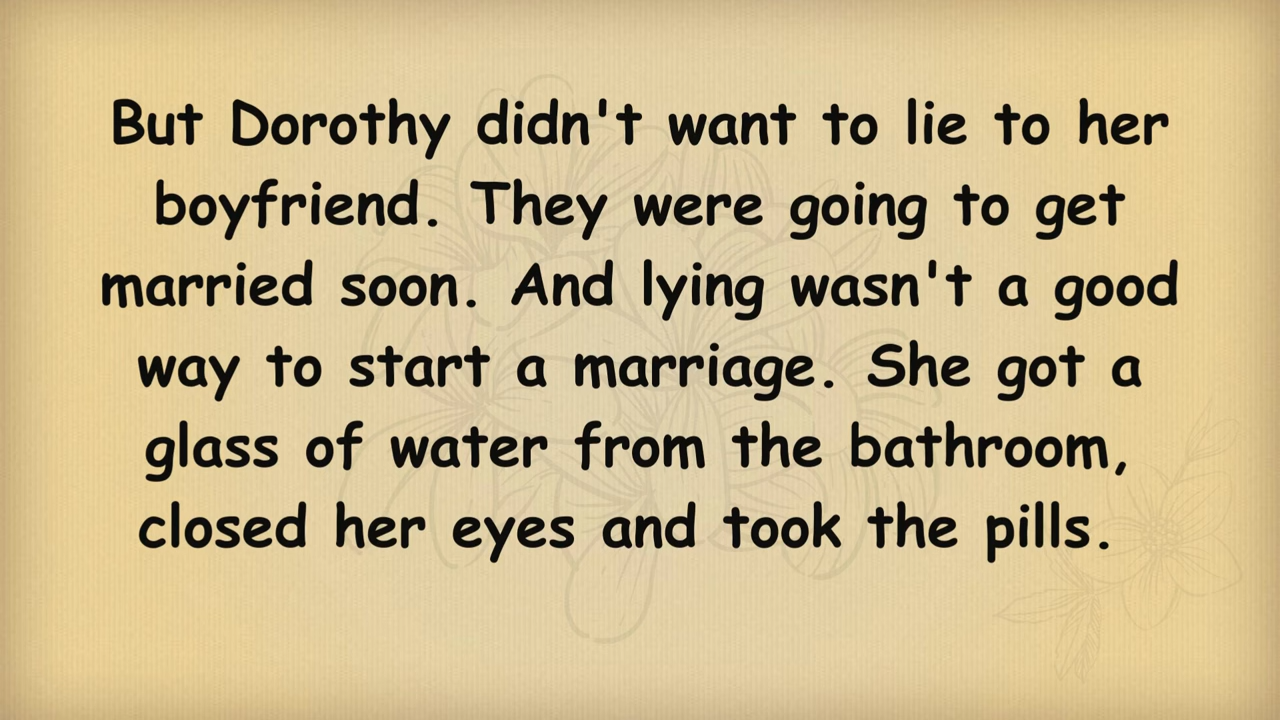 But Dorothy didn't want to lie to her
boyfriend. They were going to get
married soon. And lying wasn't a good
way to start a marriage. She got a
glass of water from the bathroom,
closed her eyes and took the pills.